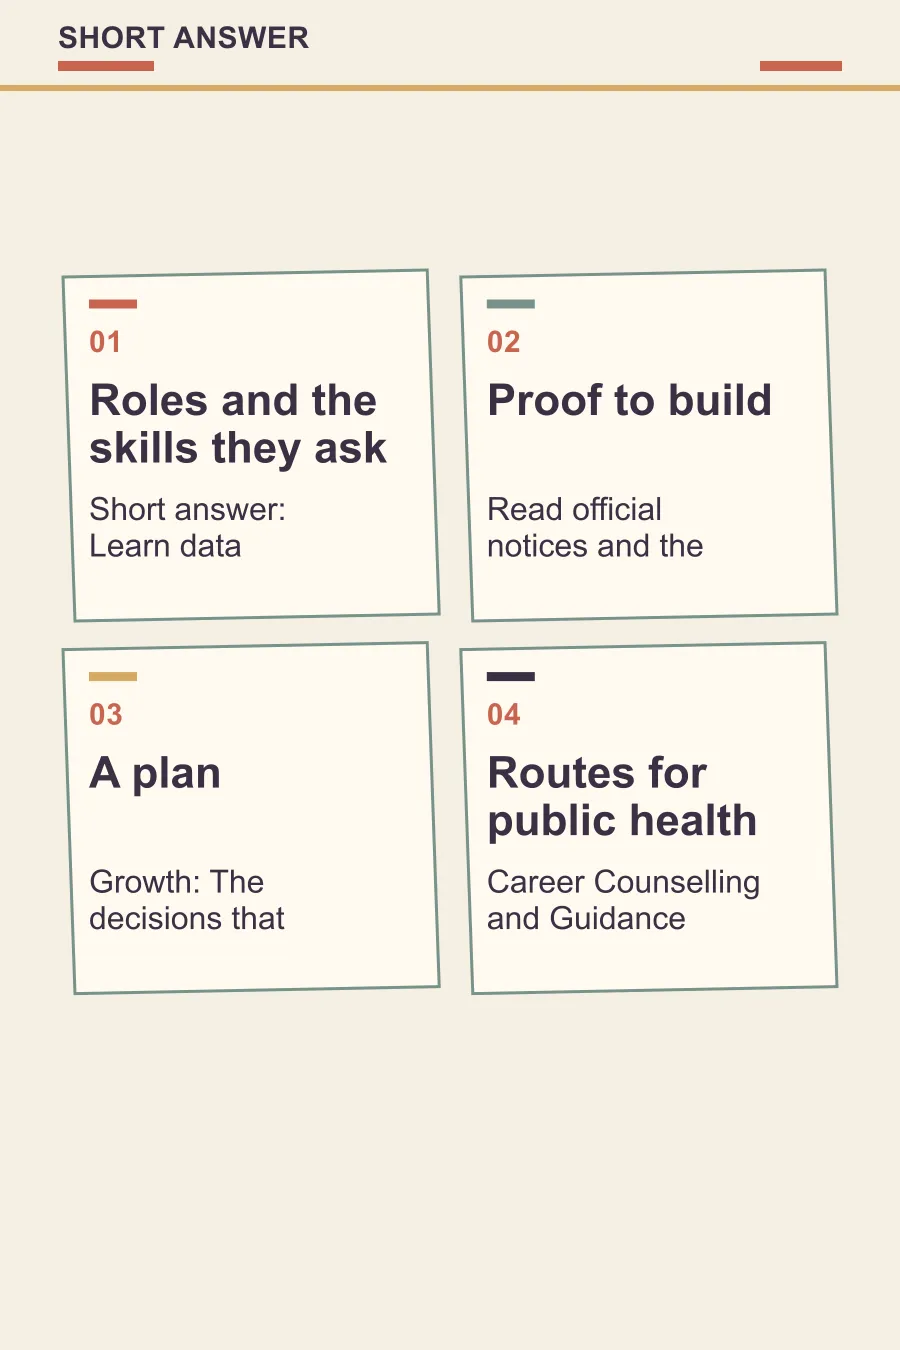 SHORT ANSWER
01
Roles and the
skills they ask
Short answer:
Learn data
02
Proof to build
Read official
notices and the
03
A plan
Growth: The
decisions that
04
Routes for
public health
Career Counselling
and Guidance